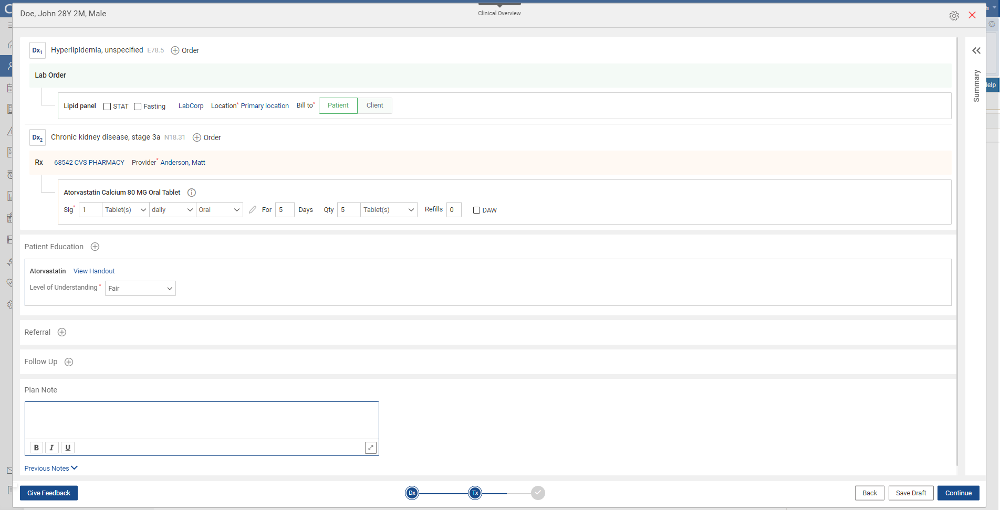 Doe, John 28Y 2M, Male
Clinical Overview
Dx1 Hyperlipidemia, unspecified E78.5 Order
Lab Order
Lipid panel STAT Fasting LabCorp Location* Primary location Bill to* Patient Client
Dx2 Chronic kidney disease, stage 3a N18.31 Order
Rx 68542 CVS PHARMACY Provider* Anderson, Matt
Atorvastatin Calcium 80 MG Oral Tablet
Sig* 1 Tablet(s) daily Oral For 5 Days Qty 5 Tablet(s) Refills 0 DAW
Patient Education
Atorvastatin View Handout
Level of Understanding* Fair
Referral
Follow Up
Plan Note
B I U
Previous Notes
Give Feedback Dx Tx Back Save Draft Continue
Summary